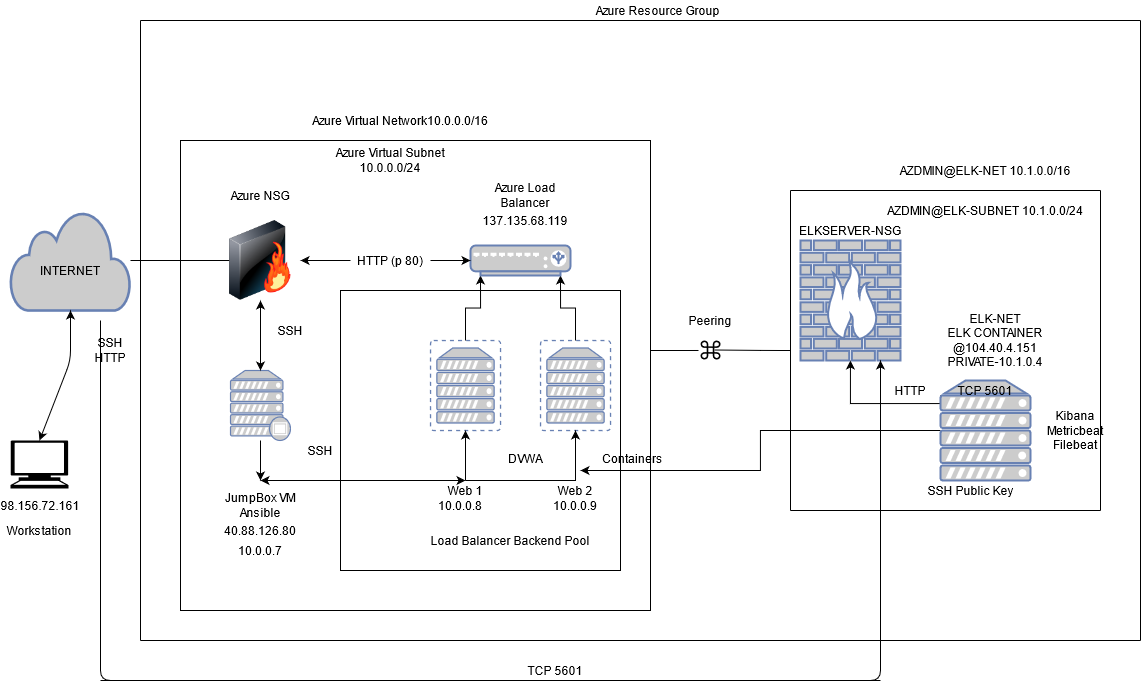 Azure Resource Group
Azure Virtual Network10.0.0.0/16
Azure Virtual Subnet
10.0.0.0/24
Azure NSG
Azure Load
Balancer
137.135.68.119
HTTP (p 80)
INTERNET
SSH
HTTP
SSH
SSH
98.156.72.161
Workstation
JumpBox VM
Ansible
40.88.126.80
10.0.0.7
DVWA
Containers
Web 1
10.0.0.8
Web 2
10.0.0.9
Load Balancer Backend Pool
Peering
AZDMIN@ELK-NET 10.1.0.0/16
AZDMIN@ELK-SUBNET 10.1.0.0/24
ELKSERVER-NSG
ELK-NET
ELK CONTAINER
@104.40.4.151
PRIVATE-10.1.0.4
HTTP
TCP 5601
Kibana
Metricbeat
Filebeat
SSH Public Key
TCP 5601